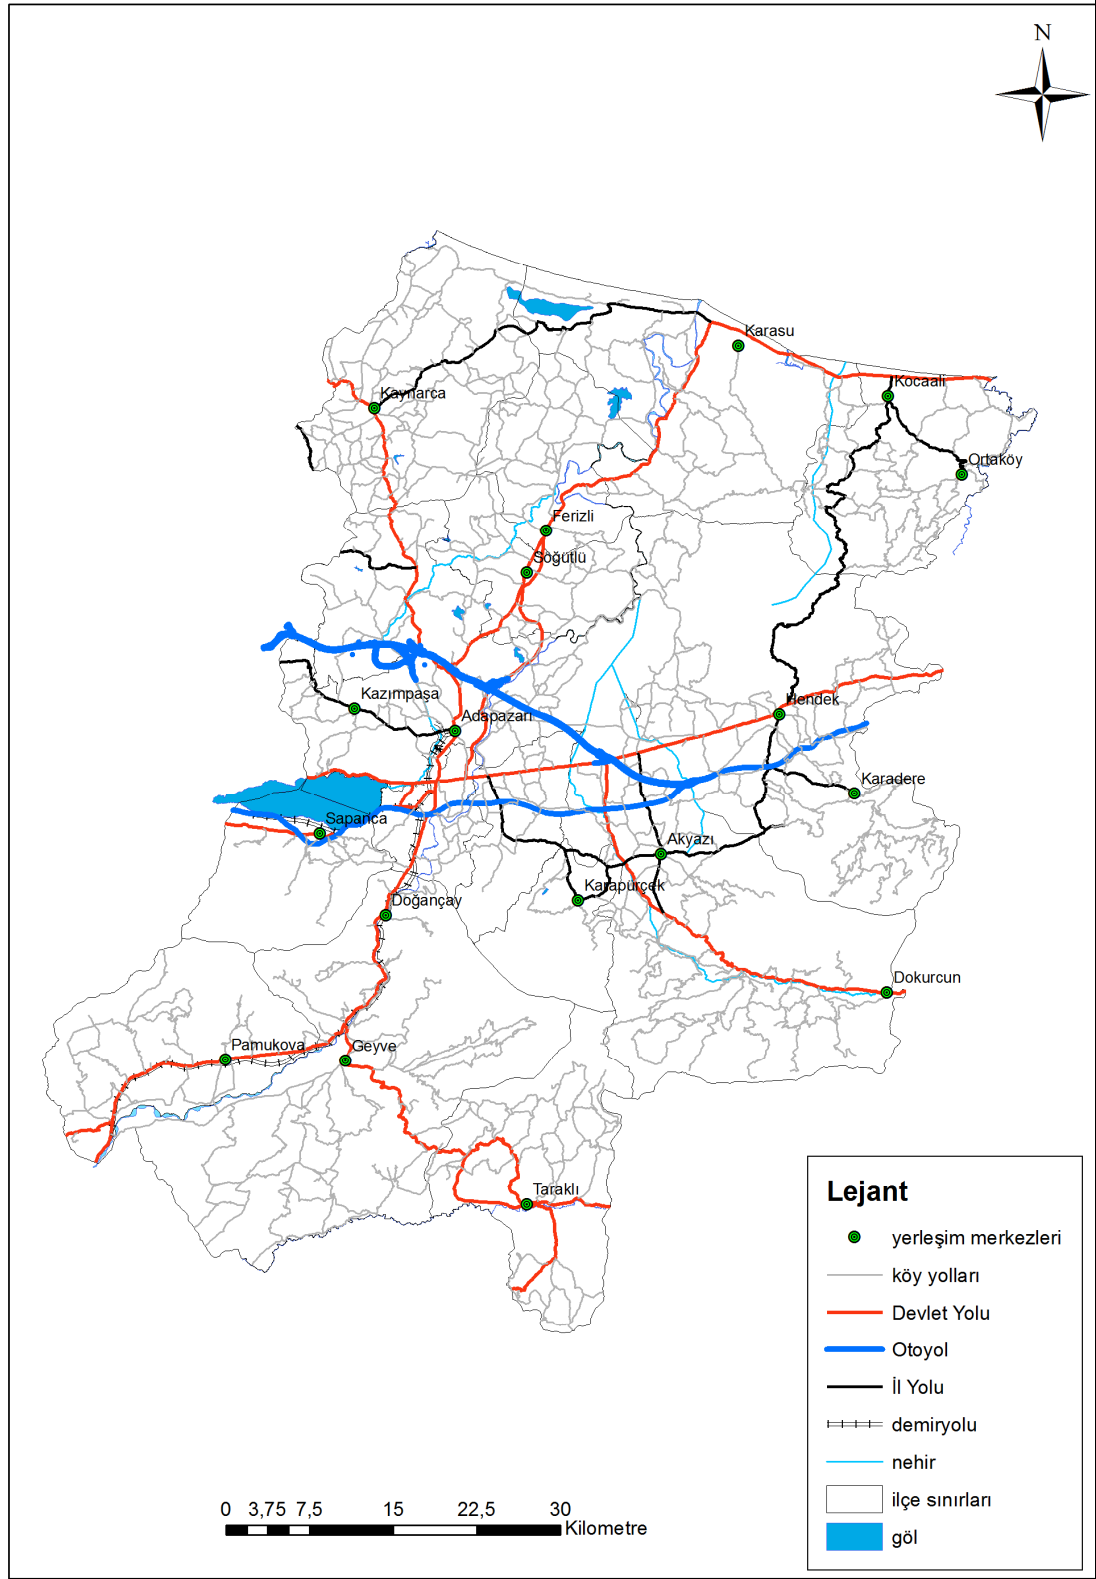 N
Karasu
Kocaali
Kaynarca
Ortaköy
Ferizli
Söğütlü
Kazımpaşa
Hendek
Adapazarı
Karadere
Sapanca
Akyazı
Karapürçek
Doğançay
Dokurcun
Pamukova
Geyve
Taraklı
Lejant
yerleşim merkezleri
köy yolları
Devlet Yolu
Otoyol
İl Yolu
demiryolu
nehir
ilçe sınırları
göl
0 3,75 7,5 15 22,5 30
Kilometre